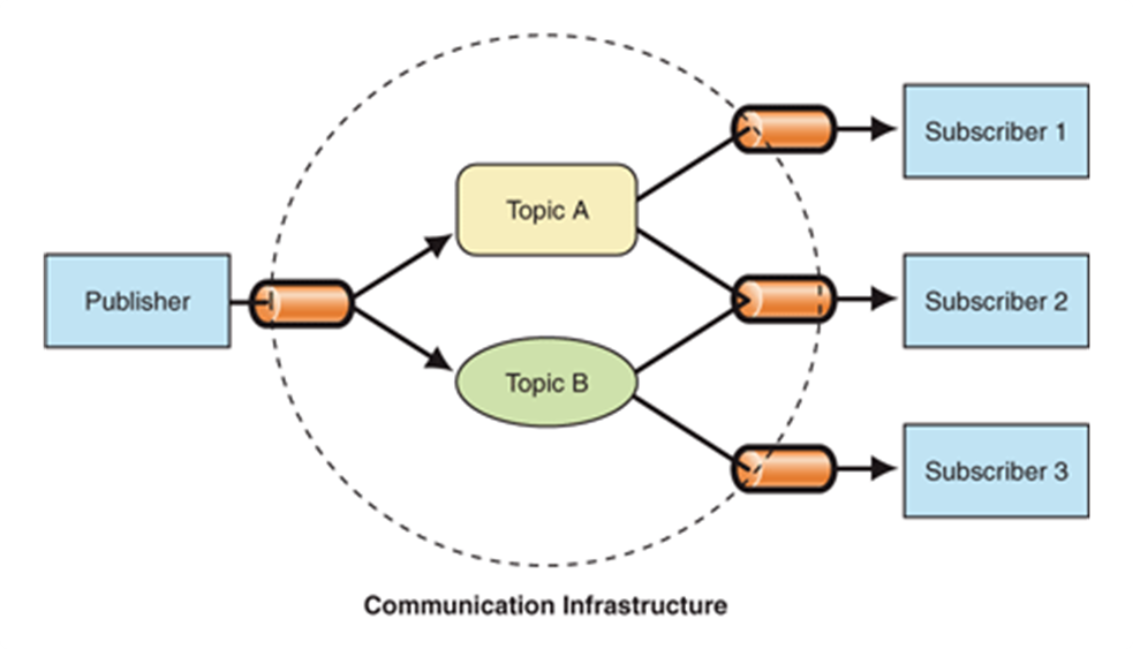 Subscriber 1
Topic A
Publisher
Subscriber 2
Topic B
Subscriber 3
Communication Infrastructure